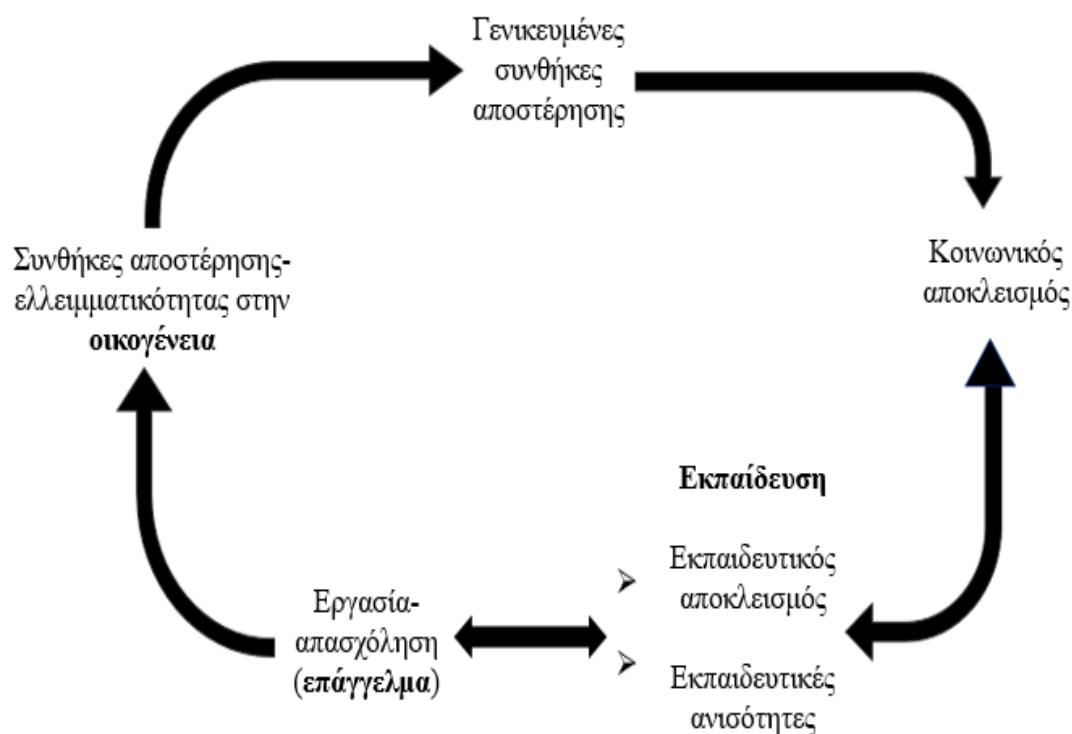 Γενικευμένες
συνθήκες
αποστέρησης
Συνθήκες αποστέρησης-
ελλειμματικότητας στην
οικογένεια
Κοινωνικός
αποκλεισμός
Εκπαίδευση
Εκπαιδευτικός
αποκλεισμός
Εκπαιδευτικές
ανισότητες
Εργασία-
απασχόληση
(επάγγελμα)